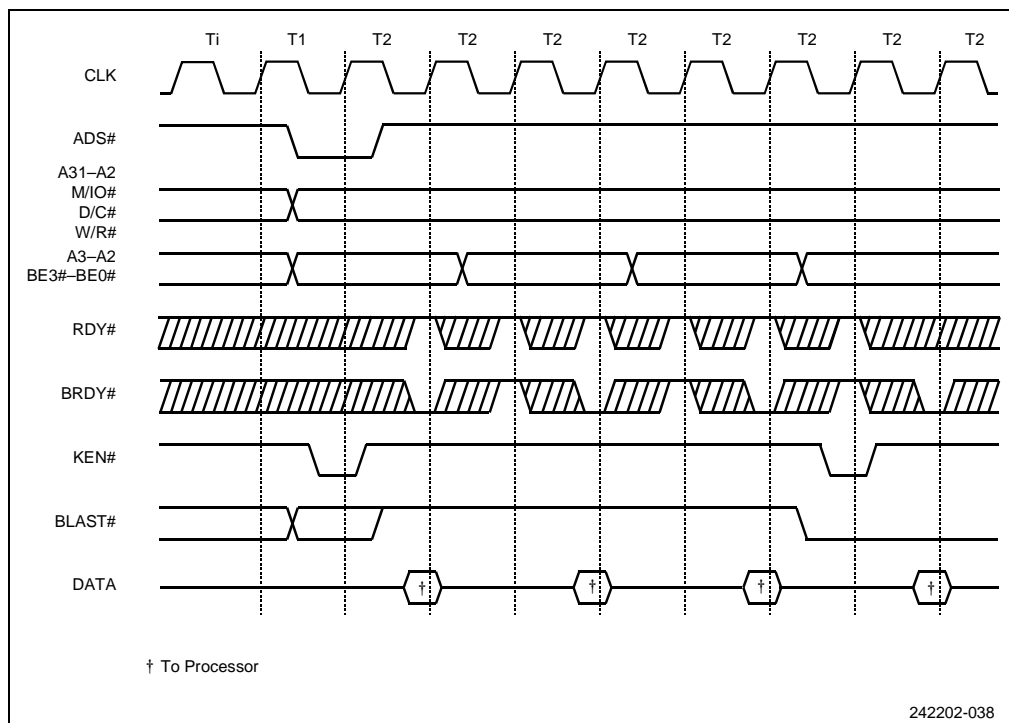 Ti T1 T2 T2 T2 T2 T2 T2 T2 T2
CLK
ADS#
A31–A2
M/IO#
D/C#
W/R#
A3–A2
BE3#–BE0#
RDY#
BRDY#
KEN#
BLAST#
DATA
† † † †
† To Processor
242202-038